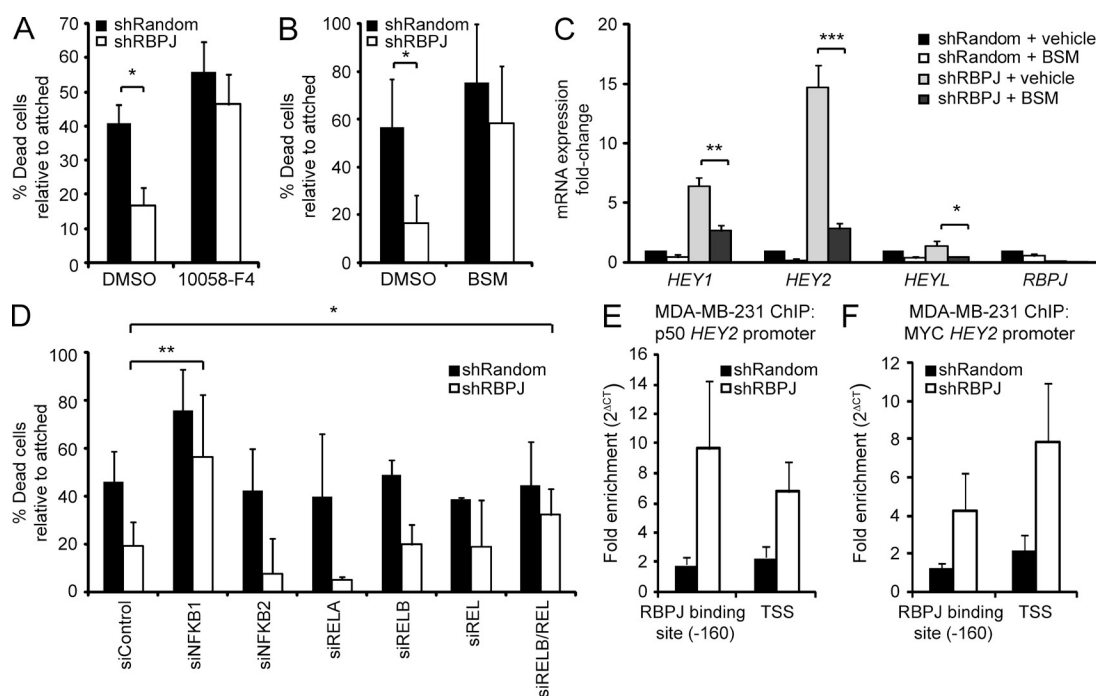 A
70
60
50
40
30
20
10
0
% Dead cells
relative to attched
shRandom
shRBPJ
*
DMSO
10058-F4
B
100
80
60
40
20
0
% Dead cells
relative to attched
shRandom
shRBPJ
*
DMSO
BSM
C
20
15
10
5
0
mRNA expression
fold-change
shRandom + vehicle
shRandom + BSM
shRBPJ + vehicle
shRBPJ + BSM
**
***
*
HEY1
HEY2
HEYL
RBPJ
D
100
80
60
40
20
0
% Dead cells
relative to attched
*
**
shRandom
shRBPJ
siControl
siNFKB1
siNFKB2
siRELA
siRELB
siREL
siRELB/REL
E
MDA-MB-231 ChIP:
p50 HEY2 promoter
16
14
12
10
8
6
4
2
0
Fold enrichment (2^ΔCT)
shRandom
shRBPJ
RBPJ binding
site (-160)
TSS
F
MDA-MB-231 ChIP:
MYC HEY2 promoter
12
10
8
6
4
2
0
Fold enrichment (2^ΔCT)
shRandom
shRBPJ
RBPJ binding
site (-160)
TSS